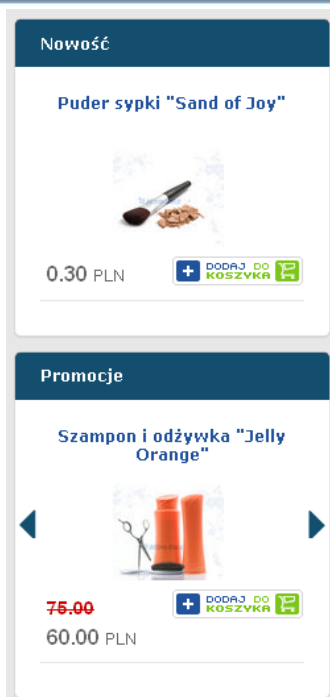 Nowość
Puder sypki "Sand of Joy"
0.30 PLN
DODAJ DO
KOSZYKA
Promocje
Szampon i odżywka "Jelly
Orange"
75.00
DODAJ DO
KOSZYKA
60.00 PLN